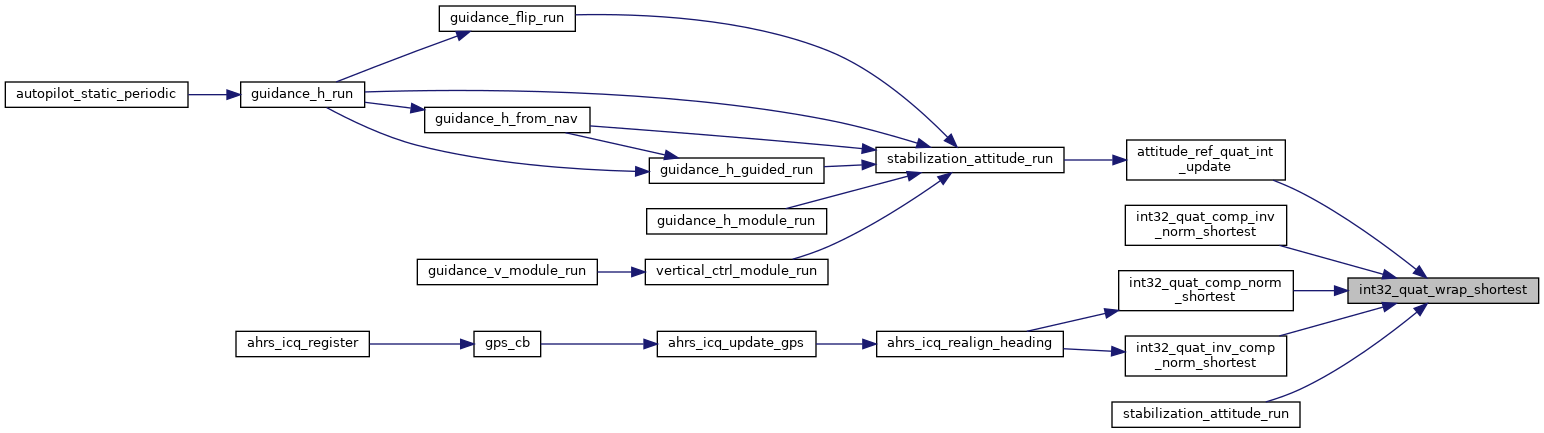 guidance_flip_run
autopilot_static_periodic
guidance_h_run
guidance_h_from_nav
attitude_ref_quat_int
_update
stabilization_attitude_run
guidance_h_guided_run
int32_quat_comp_inv
_norm_shortest
guidance_h_module_run
guidance_v_module_run
vertical_ctrl_module_run
int32_quat_comp_norm
_shortest
int32_quat_wrap_shortest
ahrs_icq_register
gps_cb
ahrs_icq_update_gps
ahrs_icq_realign_heading
int32_quat_inv_comp
_norm_shortest
stabilization_attitude_run